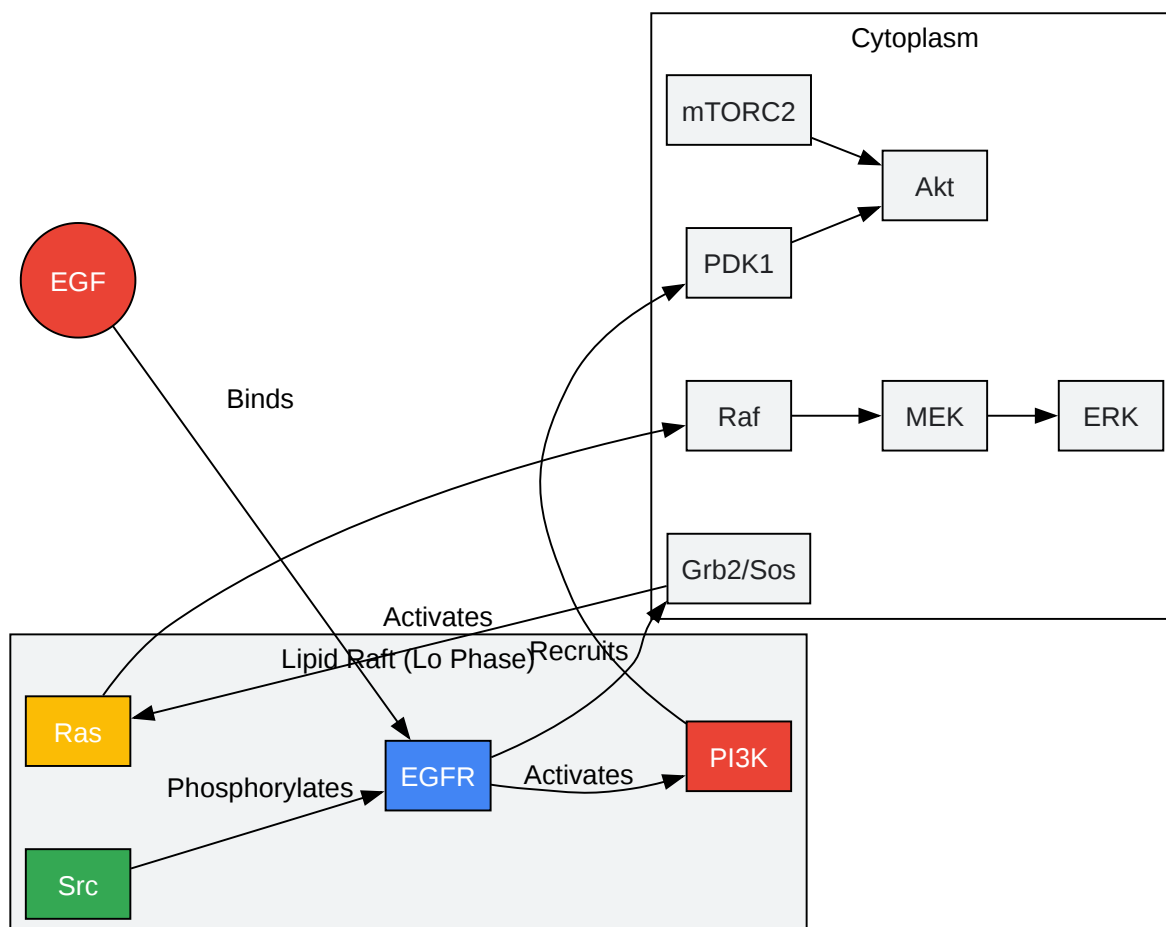 Cytoplasm
mTORC2
Akt
PDK1
EGF
Binds
Raf
MEK
ERK
Grb2/Sos
Activates
Recruits
Lipid Raft (Lo Phase)
Ras
PI3K
EGFR
Activates
Phosphorylates
Src